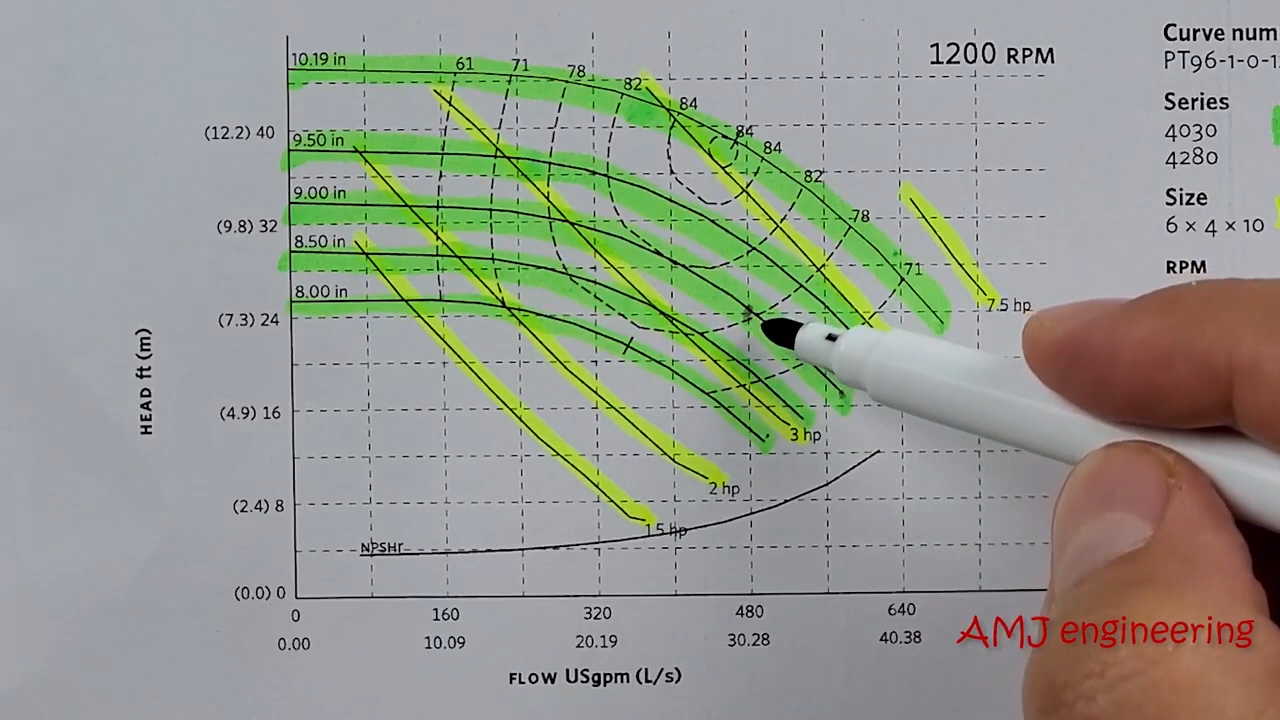 1200 RPM
Curve num
PT96-1-0-1
Series
4030
4280
Size
6 × 4 × 10
RPM
10.19 in
61
71
78
82
84
84
84
82
78
71
9.50 in
9.00 in
8.50 in
8.00 in
(12.2) 40
(9.8) 32
(7.3) 24
(4.9) 16
(2.4) 8
(0.0) 0
HEAD ft (m)
7.5 hp
3 hp
2 hp
1.5 hp
NPSHr
0 160 320 480 640
0.00 10.09 20.19 30.28 40.38
FLOW USgpm (L/s)
AMJ engineering